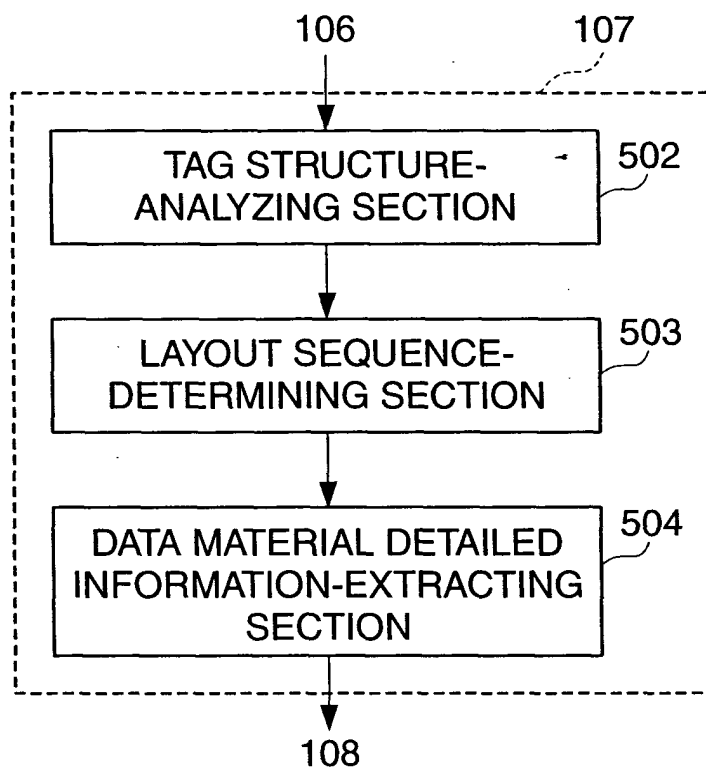 106
107
TAG STRUCTURE-
ANALYZING SECTION
502
LAYOUT SEQUENCE-
DETERMINING SECTION
503
DATA MATERIAL DETAILED
INFORMATION-EXTRACTING
SECTION
504
108